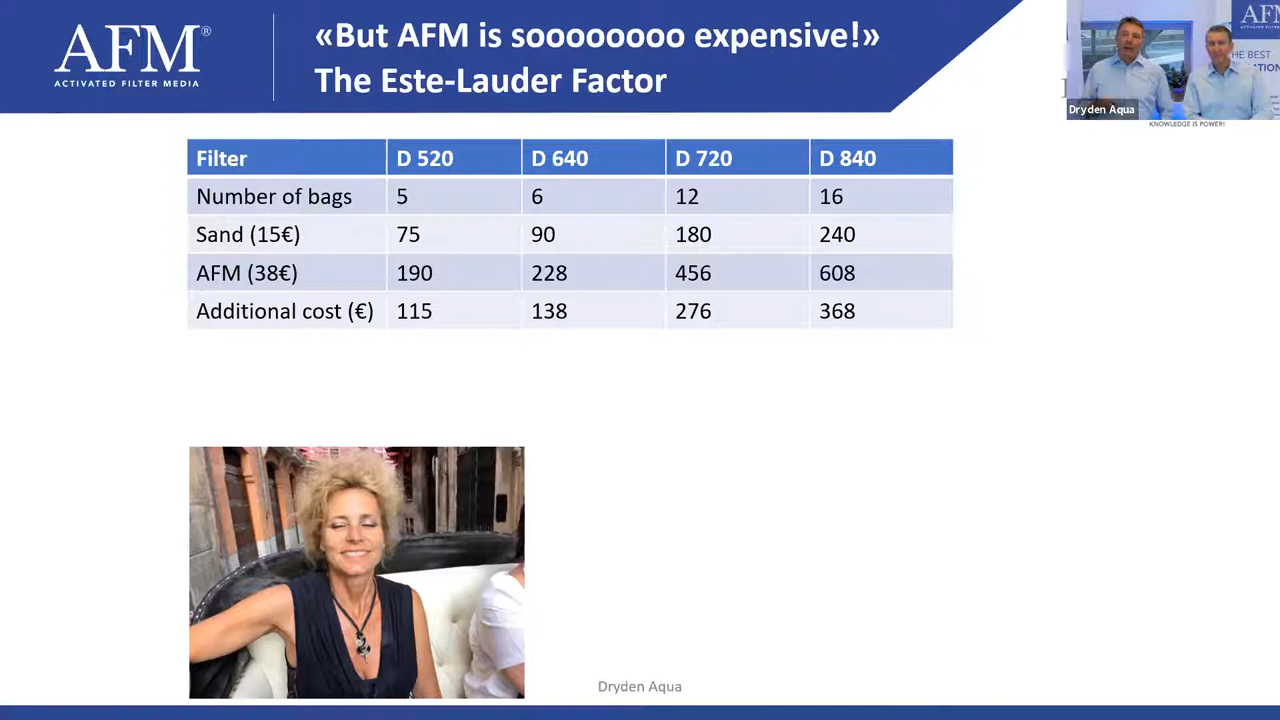 AFM®
ACTIVATED FILTER MEDIA
«But AFM is soooooooo expensive!»
The Este-Lauder Factor
Dryden Aqua
THE BEST
KNOWLEDGE IS POWER!
Filter D 520 D 640 D 720 D 840
Number of bags 5 6 12 16
Sand (15€) 75 90 180 240
AFM (38€) 190 228 456 608
Additional cost (€) 115 138 276 368
Dryden Aqua